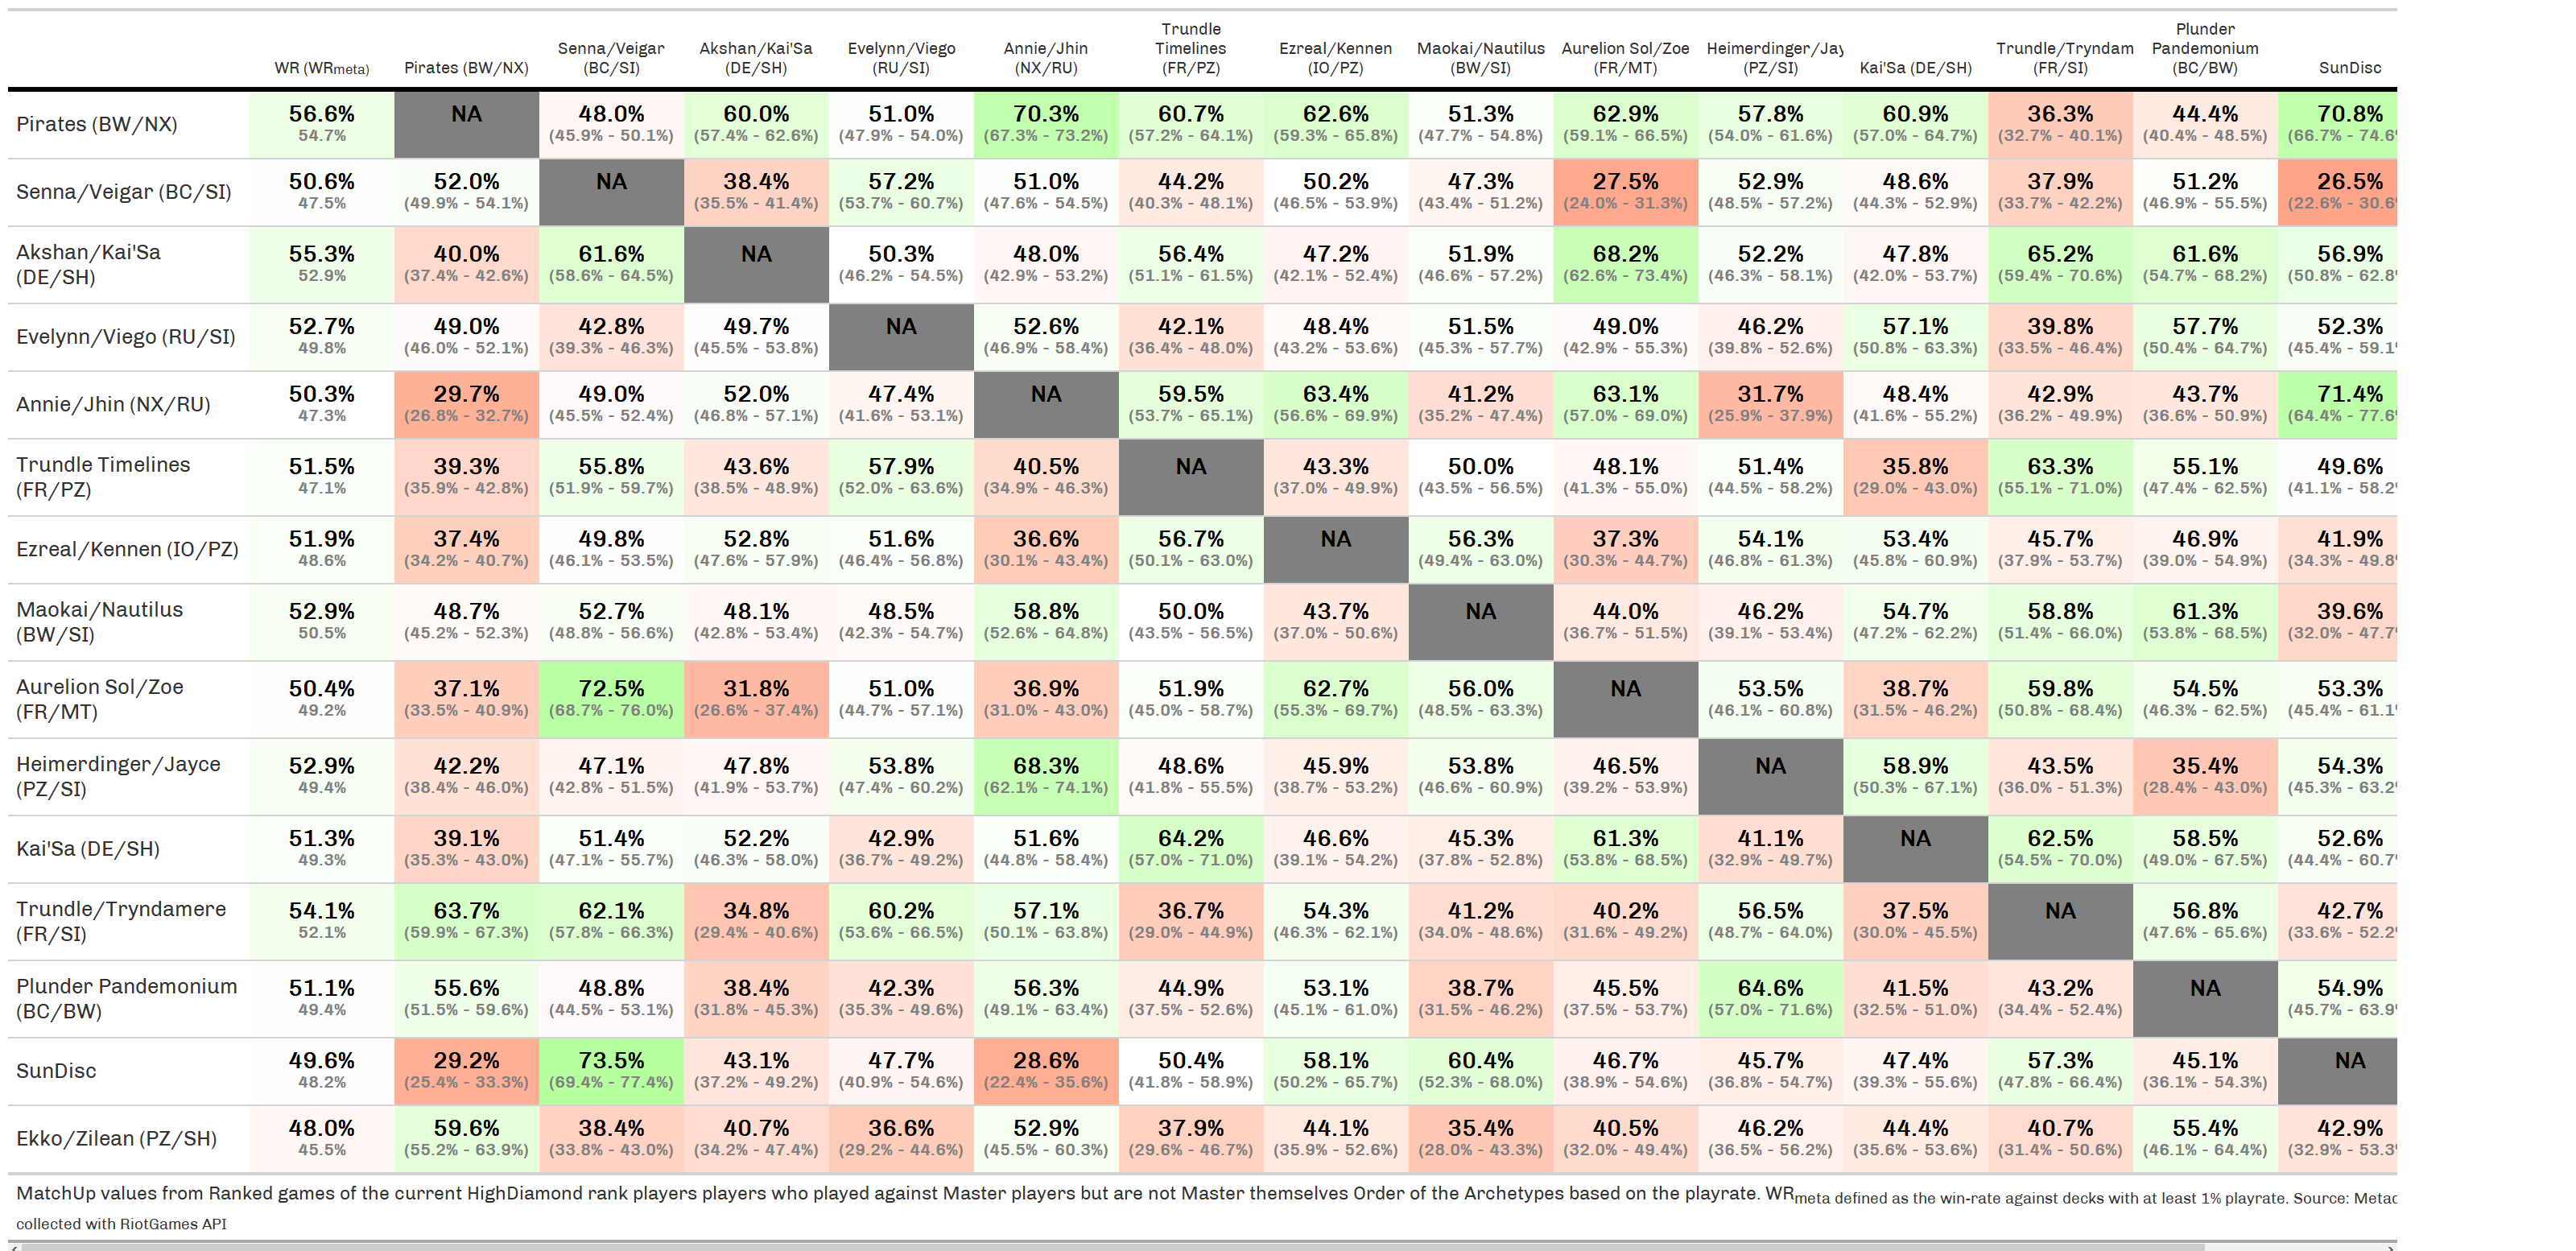 WR (WRmeta) Pirates (BW/NX) Senna/Veigar (BC/SI) Akshan/Kai'Sa (DE/SH) Evelynn/Viego (RU/SI) Annie/Jhin (NX/RU) Trundle Timelines (FR/PZ) Ezreal/Kennen (IO/PZ) Maokai/Nautilus (BW/SI) Aurelion Sol/Zoe (FR/MT) Heimerdinger/Jay (PZ/SI) Kai'Sa (DE/SH) Trundle/Tryndam (FR/SI) Plunder Pandemonium (BC/BW) SunDisc
Pirates (BW/NX) 56.6% NA 48.0% 60.0% 51.0% 70.3% 60.7% 62.6% 51.3% 62.9% 57.8% 60.9% 36.3% 44.4% 70.8%
54.7% (45.9% - 50.1%) (57.4% - 62.6%) (47.9% - 54.0%) (67.3% - 73.2%) (57.2% - 64.1%) (59.3% - 65.8%) (47.7% - 54.8%) (59.1% - 66.5%) (54.0% - 61.6%) (57.0% - 64.7%) (32.7% - 40.1%) (40.4% - 48.5%) (66.7% - 74.6
Senna/Veigar (BC/SI) 50.6% 52.0% NA 38.4% 57.2% 51.0% 44.2% 50.2% 47.3% 27.5% 52.9% 48.6% 37.9% 51.2% 26.5%
47.5% (49.9% - 54.1%) (35.5% - 41.4%) (53.7% - 60.7%) (47.6% - 54.5%) (40.3% - 48.1%) (46.5% - 53.9%) (43.4% - 51.2%) (24.0% - 31.3%) (48.5% - 57.2%) (44.3% - 52.9%) (33.7% - 42.2%) (46.9% - 55.5%) (22.6% - 30.6
Akshan/Kai'Sa (DE/SH) 55.3% 40.0% 61.6% NA 50.3% 48.0% 56.4% 47.2% 51.9% 68.2% 52.2% 47.8% 65.2% 61.6% 56.9%
52.9% (37.4% - 42.6%) (58.6% - 64.5%) (46.2% - 54.5%) (42.9% - 53.2%) (51.1% - 61.5%) (42.1% - 52.4%) (46.6% - 57.2%) (62.6% - 73.4%) (46.3% - 58.1%) (42.0% - 53.7%) (59.4% - 70.6%) (54.7% - 68.2%) (50.8% - 62.8
Evelynn/Viego (RU/SI) 52.7% 49.0% 42.8% 49.7% NA 52.6% 42.1% 48.4% 51.5% 49.0% 46.2% 57.1% 39.8% 57.7% 52.3%
49.8% (46.0% - 52.1%) (39.3% - 46.3%) (45.5% - 53.8%) (46.9% - 58.4%) (36.4% - 48.0%) (43.2% - 53.6%) (45.3% - 57.7%) (42.9% - 55.3%) (39.8% - 52.6%) (50.8% - 63.3%) (33.5% - 46.4%) (50.4% - 64.7%) (45.4% - 59.1
Annie/Jhin (NX/RU) 50.3% 29.7% 49.0% 52.0% 47.4% NA 59.5% 63.4% 41.2% 63.1% 31.7% 48.4% 42.9% 43.7% 71.4%
47.3% (26.8% - 32.7%) (45.5% - 52.4%) (46.8% - 57.1%) (41.6% - 53.1%) (53.7% - 65.1%) (56.6% - 69.9%) (35.2% - 47.4%) (57.0% - 69.0%) (25.9% - 37.9%) (41.6% - 55.2%) (36.2% - 49.9%) (36.6% - 50.9%) (64.4% - 77.6
Trundle Timelines (FR/PZ) 51.5% 39.3% 55.8% 43.6% 57.9% 40.5% NA 43.3% 50.0% 48.1% 51.4% 35.8% 63.3% 55.1% 49.6%
47.1% (35.9% - 42.8%) (51.9% - 59.7%) (38.5% - 48.9%) (52.0% - 63.6%) (34.9% - 46.3%) (37.0% - 49.9%) (43.5% - 56.5%) (41.3% - 55.0%) (44.5% - 58.2%) (29.0% - 43.0%) (55.1% - 71.0%) (47.4% - 62.5%) (41.1% - 58.2
Ezreal/Kennen (IO/PZ) 51.9% 37.4% 49.8% 52.8% 51.6% 36.6% 56.7% NA 56.3% 37.3% 54.1% 53.4% 45.7% 46.9% 41.9%
48.6% (34.2% - 40.7%) (46.1% - 53.5%) (47.6% - 57.9%) (46.4% - 56.8%) (30.1% - 43.4%) (50.1% - 63.0%) (49.4% - 63.0%) (30.3% - 44.7%) (46.8% - 61.3%) (45.8% - 60.9%) (37.9% - 53.7%) (39.0% - 54.9%) (34.3% - 49.8
Maokai/Nautilus (BW/SI) 52.9% 48.7% 52.7% 48.1% 48.5% 58.8% 50.0% 43.7% NA 44.0% 46.2% 54.7% 58.8% 61.3% 39.6%
50.5% (45.2% - 52.3%) (48.8% - 56.6%) (42.8% - 53.4%) (42.3% - 54.7%) (52.6% - 64.8%) (43.5% - 56.5%) (37.0% - 50.6%) (36.7% - 51.5%) (39.1% - 53.4%) (47.2% - 62.2%) (51.4% - 66.0%) (53.8% - 68.5%) (32.0% - 47.7
Aurelion Sol/Zoe (FR/MT) 50.4% 37.1% 72.5% 31.8% 51.0% 36.9% 51.9% 62.7% 56.0% NA 53.5% 38.7% 59.8% 54.5% 53.3%
49.2% (33.5% - 40.9%) (68.7% - 76.0%) (26.6% - 37.4%) (44.7% - 57.1%) (31.0% - 43.0%) (45.0% - 58.7%) (55.3% - 69.7%) (48.5% - 63.3%) (46.1% - 60.8%) (31.5% - 46.2%) (50.8% - 68.4%) (46.3% - 62.5%) (45.4% - 61.1
Heimerdinger/Jayce (PZ/SI) 52.9% 42.2% 47.1% 47.8% 53.8% 68.3% 48.6% 45.9% 53.8% 46.5% NA 58.9% 43.5% 35.4% 54.3%
49.4% (38.4% - 46.0%) (42.8% - 51.5%) (41.9% - 53.7%) (47.4% - 60.2%) (62.1% - 74.1%) (41.8% - 55.5%) (38.7% - 53.2%) (46.6% - 60.9%) (39.2% - 53.9%) (50.3% - 67.1%) (36.0% - 51.3%) (28.4% - 43.0%) (45.3% - 63.2
Kai'Sa (DE/SH) 51.3% 39.1% 51.4% 52.2% 42.9% 51.6% 64.2% 46.6% 45.3% 61.3% 41.1% NA 62.5% 58.5% 52.6%
49.3% (35.3% - 43.0%) (47.1% - 55.7%) (46.3% - 58.0%) (36.7% - 49.2%) (44.8% - 58.4%) (57.0% - 71.0%) (39.1% - 54.2%) (37.8% - 52.8%) (53.8% - 68.5%) (32.9% - 49.7%) (54.5% - 70.0%) (49.0% - 67.5%) (44.4% - 60.7
Trundle/Tryndamere (FR/SI) 54.1% 63.7% 62.1% 34.8% 60.2% 57.1% 36.7% 54.3% 41.2% 40.2% 56.5% 37.5% NA 56.8% 42.7%
52.1% (59.9% - 67.3%) (57.8% - 66.3%) (29.4% - 40.6%) (53.6% - 66.5%) (50.1% - 63.8%) (29.0% - 44.9%) (46.3% - 62.1%) (34.0% - 48.6%) (31.6% - 49.2%) (48.7% - 64.0%) (30.0% - 45.5%) (47.6% - 65.6%) (33.6% - 52.2
Plunder Pandemonium (BC/BW) 51.1% 55.6% 48.8% 38.4% 42.3% 56.3% 44.9% 53.1% 38.7% 45.5% 64.6% 41.5% 43.2% NA 54.9%
49.4% (51.5% - 59.6%) (44.5% - 53.1%) (31.8% - 45.3%) (35.3% - 49.6%) (49.1% - 63.4%) (37.5% - 52.6%) (45.1% - 61.0%) (31.5% - 46.2%) (37.5% - 53.7%) (57.0% - 71.6%) (32.5% - 51.0%) (34.4% - 52.4%) (45.7% - 63.9
SunDisc 49.6% 29.2% 73.5% 43.1% 47.7% 28.6% 50.4% 58.1% 60.4% 46.7% 45.7% 47.4% 57.3% 45.1% NA
48.2% (25.4% - 33.3%) (69.4% - 77.4%) (37.2% - 49.2%) (40.9% - 54.6%) (22.4% - 35.6%) (41.8% - 58.9%) (50.2% - 65.7%) (52.3% - 68.0%) (38.9% - 54.6%) (36.8% - 54.7%) (39.3% - 55.6%) (47.8% - 66.4%) (36.1% - 54.3%)
Ekko/Zilean (PZ/SH) 48.0% 59.6% 38.4% 40.7% 36.6% 52.9% 37.9% 44.1% 35.4% 40.5% 46.2% 44.4% 40.7% 55.4% 42.9%
45.5% (55.2% - 63.9%) (33.8% - 43.0%) (34.2% - 47.4%) (29.2% - 44.6%) (45.5% - 60.3%) (29.6% - 46.7%) (35.9% - 52.6%) (28.0% - 43.3%) (32.0% - 49.4%) (36.5% - 56.2%) (35.6% - 53.6%) (31.4% - 50.6%) (46.1% - 64.4%) (32.9% - 53.3
MatchUp values from Ranked games of the current HighDiamond rank players players who played against Master players but are not Master themselves Order of the Archetypes based on the playrate. WRmeta defined as the win-rate against decks with at least 1% playrate. Source:
collected with RiotGames API